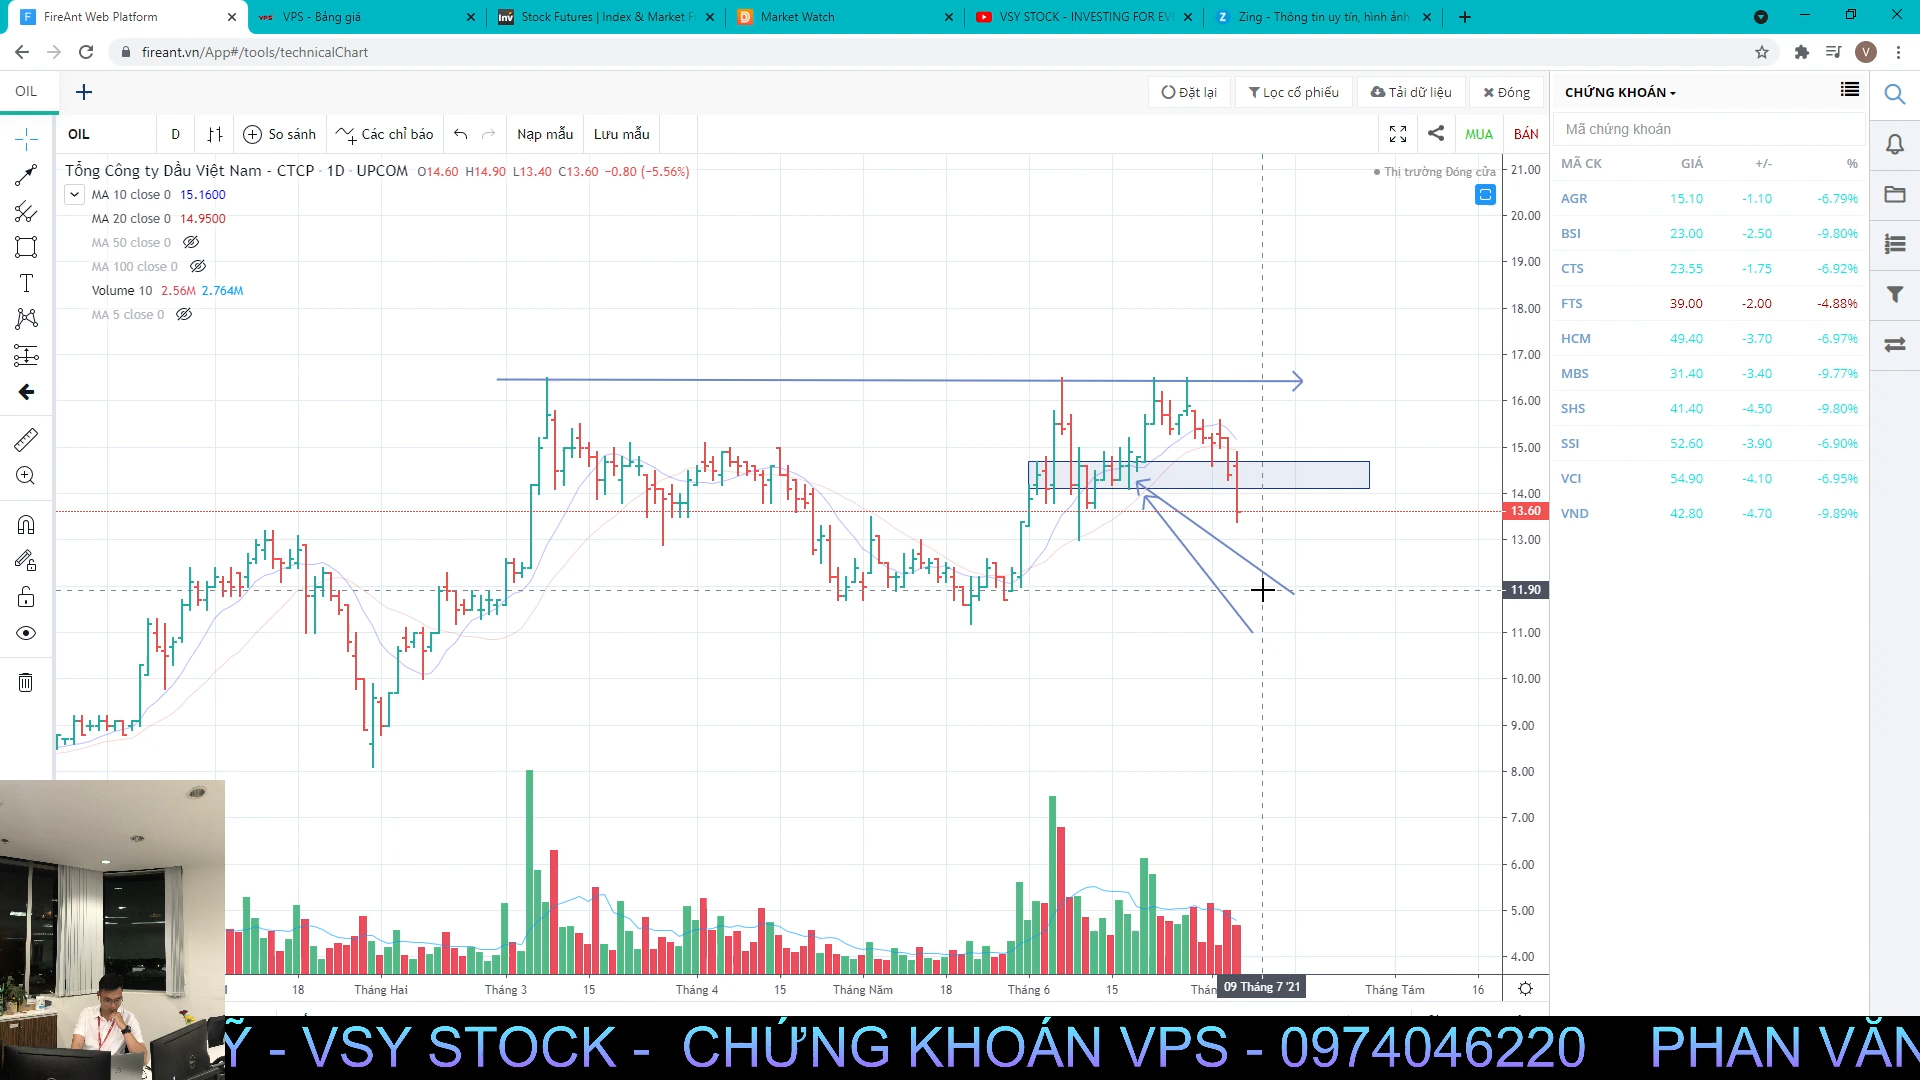 FireAnt Web Platform
VPS - Bảng giá
Stock Futures | Index & Market F
Market Watch
VSY STOCK - INVESTING FOR EV
Zing - Thông tin uy tín, hình ảnh
fireant.vn/App#/tools/technicalChart
V
OIL
Đặt lại
Lọc cổ phiếu
Tải dữ liệu
Đóng
OIL
D
So sánh
Các chỉ báo
Nạp mẫu
Lưu mẫu
MUA
BÁN
Tổng Công ty Dầu Việt Nam - CTCP · 1D · UPCOM O14.60 H14.90 L13.40 C13.60 −0.80 (−5.56%)
Thị trường Đóng cửa
MA 10 close 0 15.1600
MA 20 close 0 14.9500
MA 50 close 0
MA 100 close 0
Volume 10 2.56M 2.764M
MA 5 close 0
21.00
20.00
19.00
18.00
17.00
16.00
15.00
14.00
13.60
13.00
11.90
11.00
10.00
9.00
8.00
7.00
6.00
5.00
4.00
18
Tháng Hai
Tháng 3
15
Tháng 4
15
Tháng Năm
18
Tháng 6
15
Thán
09 Tháng 7 '21
Tháng Tám
16
CHỨNG KHOÁN
Mã chứng khoán
MÃ CK GIÁ +/- %
AGR 15.10 -1.10 -6.79%
BSI 23.00 -2.50 -9.80%
CTS 23.55 -1.75 -6.92%
FTS 39.00 -2.00 -4.88%
HCM 49.40 -3.70 -6.97%
MBS 31.40 -3.40 -9.77%
SHS 41.40 -4.50 -9.80%
SSI 52.60 -3.90 -6.90%
VCI 54.90 -4.10 -6.95%
VND 42.80 -4.70 -9.89%
Ỹ - VSY STOCK - CHỨNG KHOÁN VPS - 0974046220 PHAN VĂN